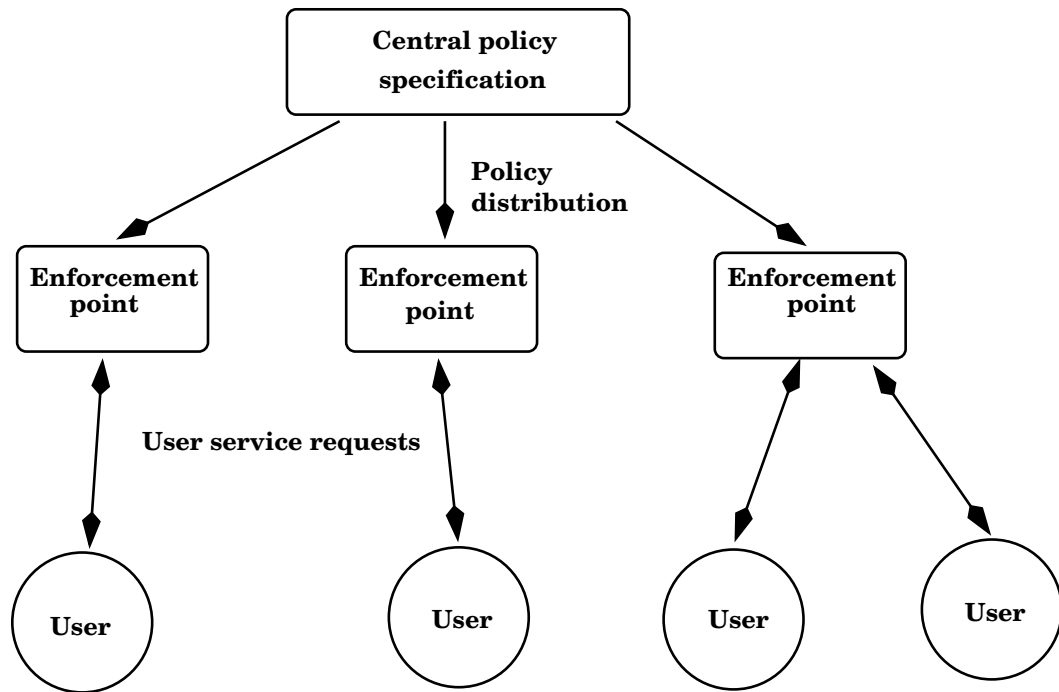 Central policy
specification
Policy
distribution
Enforcement
point
Enforcement
point
Enforcement
point
User service requests
User
User
User
User